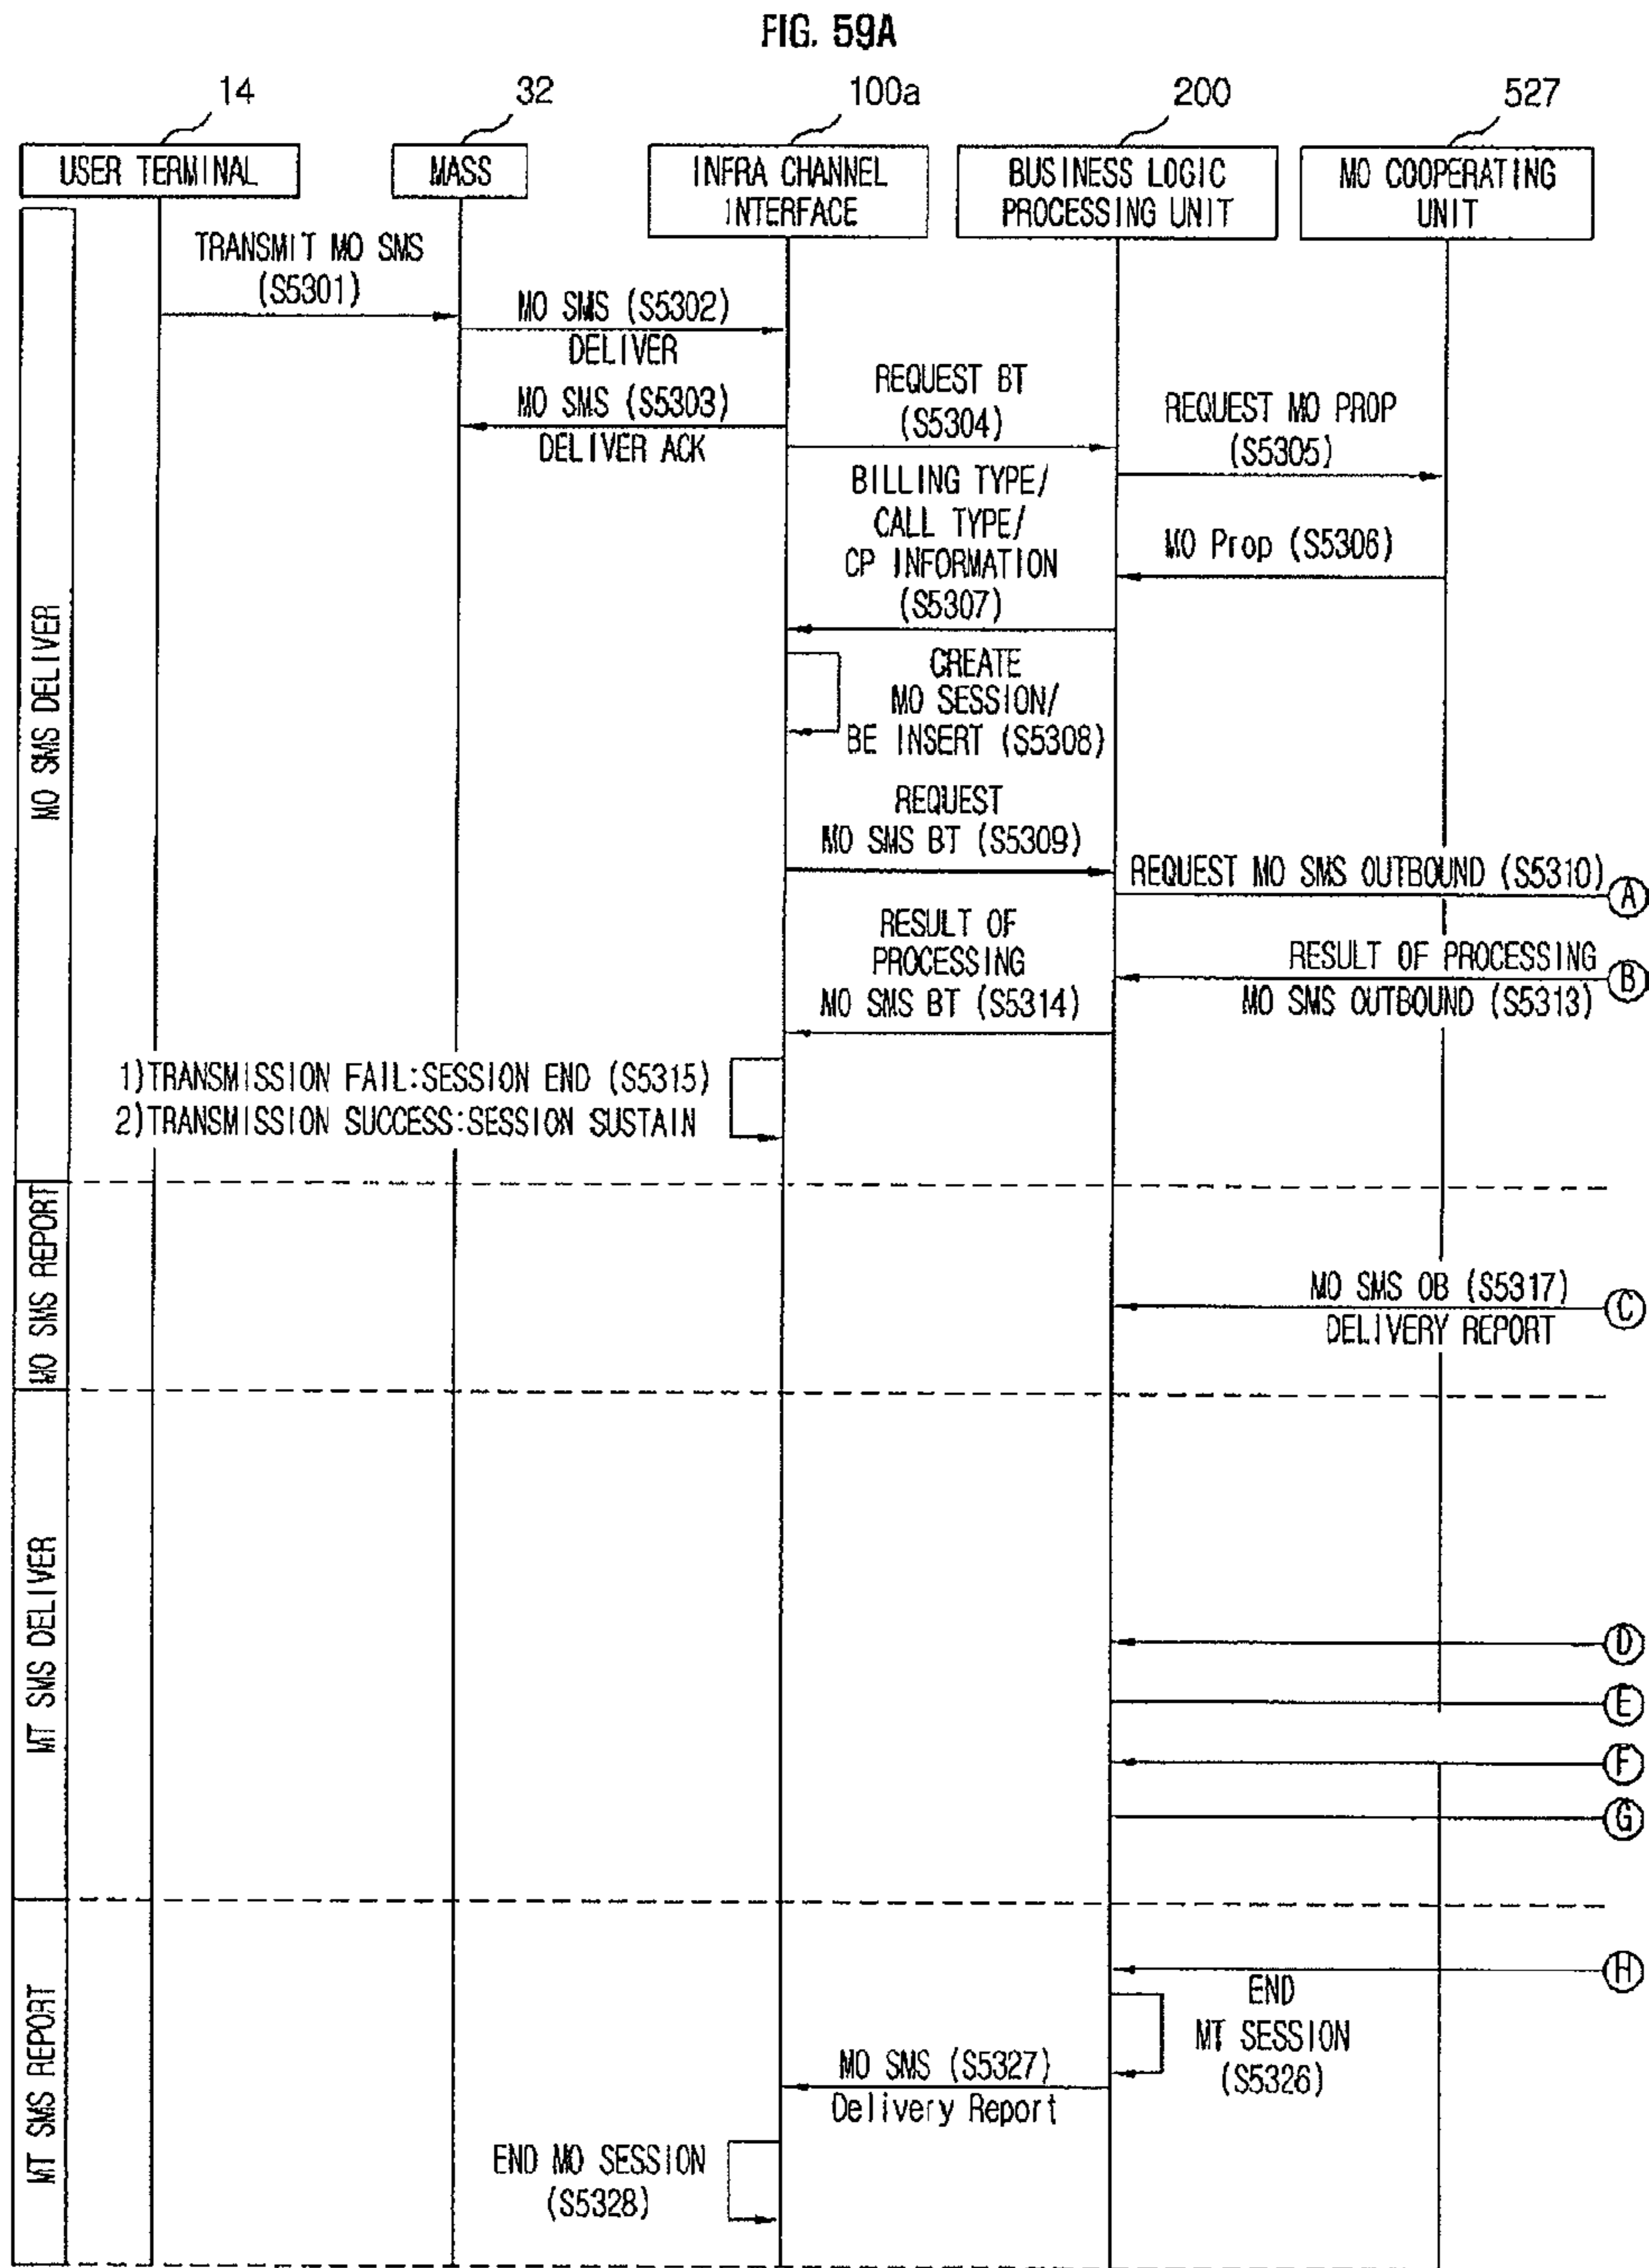 FIG. 59A
14
32
100a
200
527
USER TERMINAL
MASS
INFRA CHANNEL
INTERFACE
BUSINESS LOGIC
PROCESSING UNIT
MO COOPERATING
UNIT
MO SMS DELIVER
TRANSMIT MO SMS
(S5301)
MO SMS (S5302)
DELIVER
MO SMS (S5303)
DELIVER ACK
REQUEST BT
(S5304)
REQUEST MO PROP
(S5305)
MO Prop (S5306)
BILLING TYPE/
CALL TYPE/
CP INFORMATION
(S5307)
CREATE
MO SESSION/
BE INSERT (S5308)
REQUEST
MO SMS BT (S5309)
REQUEST MO SMS OUTBOUND (S5310)
A
RESULT OF PROCESSING
MO SMS OUTBOUND (S5313)
B
RESULT OF
PROCESSING
MO SMS BT (S5314)
1)TRANSMISSION FAIL:SESSION END (S5315)
2)TRANSMISSION SUCCESS:SESSION SUSTAIN
MO SMS REPORT
MO SMS OB (S5317)
DELIVERY REPORT
C
MT SMS DELIVER
D
E
F
G
MT SMS REPORT
H
END
MT SESSION
(S5326)
MO SMS (S5327)
Delivery Report
END MO SESSION
(S5328)